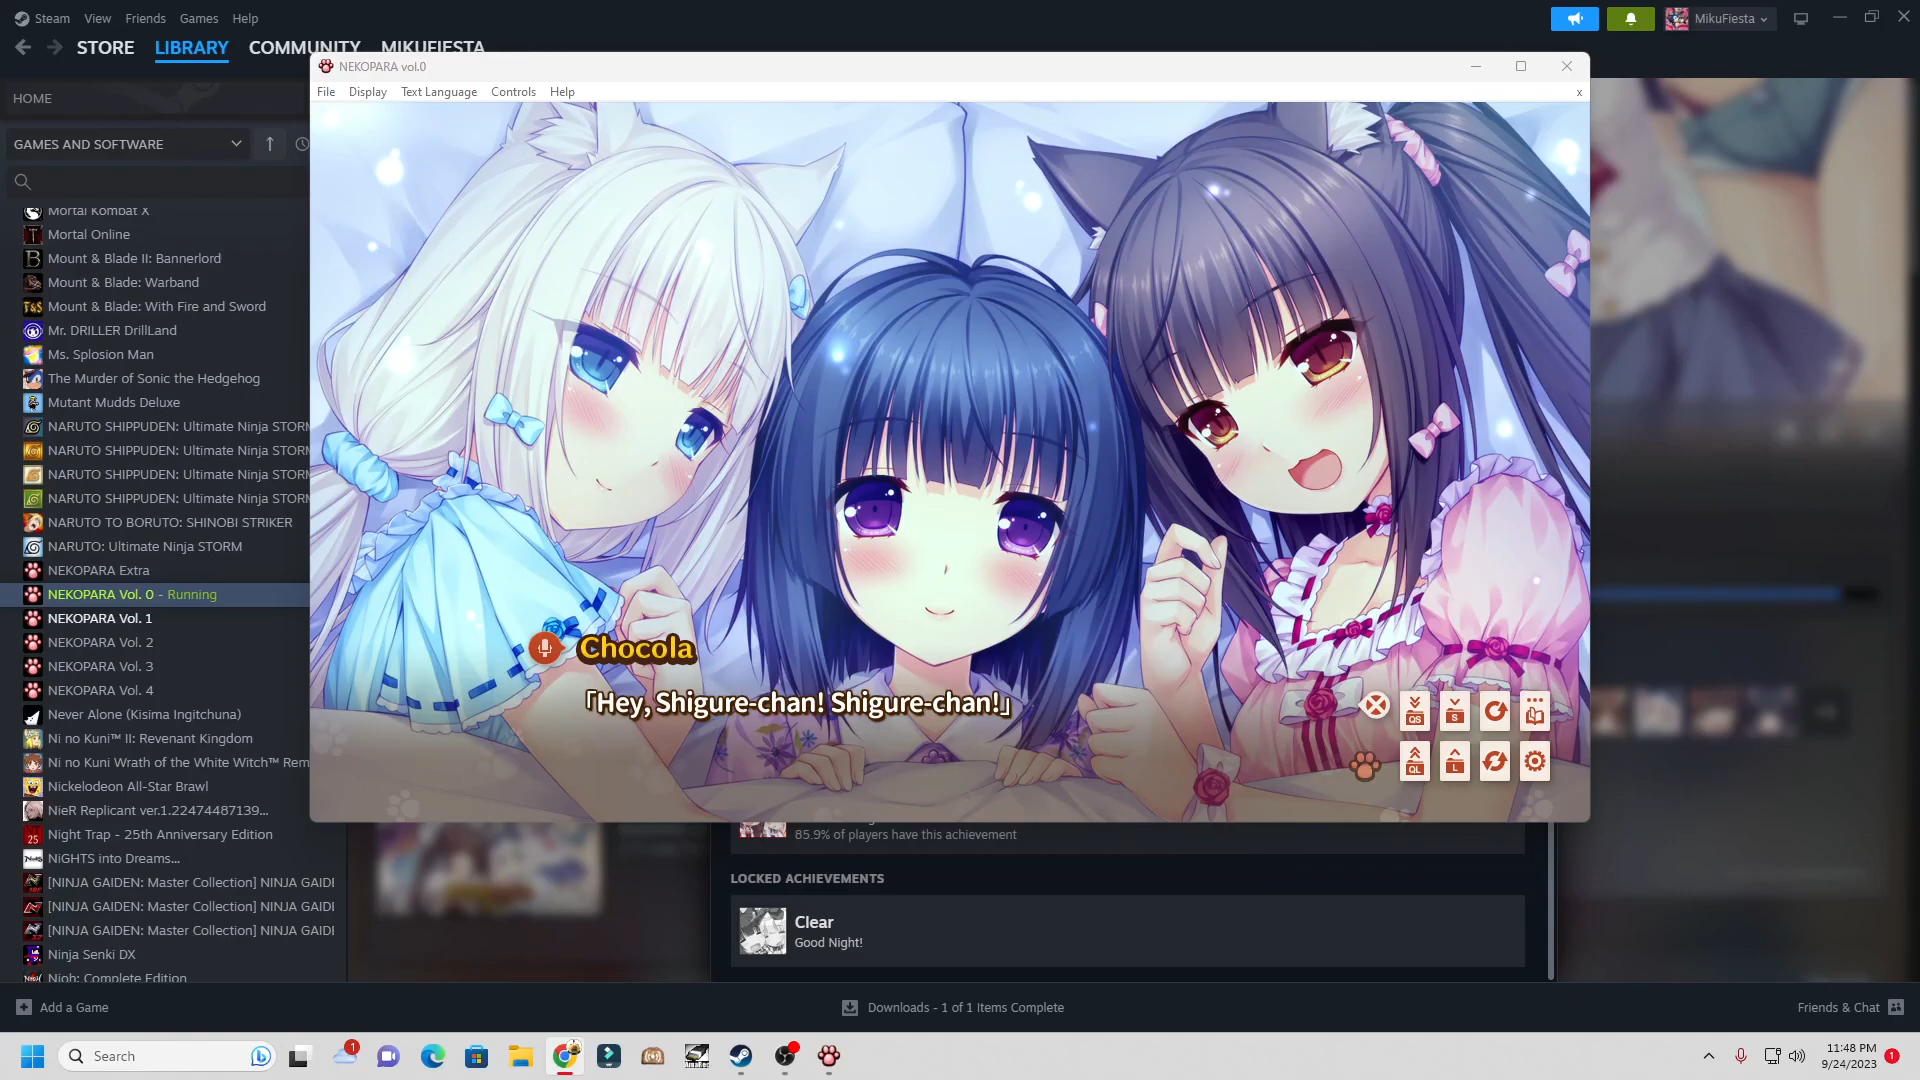 Steam View Friends Games Help
MikuFiesta
STORE LIBRARY COMMUNITY MIKUFIESTA
NEKOPARA vol.0
File Display Text Language Controls Help x
HOME
GAMES AND SOFTWARE
Mortal Kombat X
Mortal Online
Mount & Blade II: Bannerlord
Mount & Blade: Warband
Mount & Blade: With Fire and Sword
Mr. DRILLER DrillLand
Ms. Splosion Man
The Murder of Sonic the Hedgehog
Mutant Mudds Deluxe
NARUTO SHIPPUDEN: Ultimate Ninja STORM
NARUTO SHIPPUDEN: Ultimate Ninja STORM
NARUTO SHIPPUDEN: Ultimate Ninja STORM
NARUTO SHIPPUDEN: Ultimate Ninja STORM
NARUTO TO BORUTO: SHINOBI STRIKER
NARUTO: Ultimate Ninja STORM
NEKOPARA Extra
NEKOPARA Vol. 0 - Running
NEKOPARA Vol. 1
NEKOPARA Vol. 2
NEKOPARA Vol. 3
NEKOPARA Vol. 4
Never Alone (Kisima Ingitchuna)
Ni no Kuni™ II: Revenant Kingdom
Ni no Kuni Wrath of the White Witch™ Rem
Nickelodeon All-Star Brawl
NieR Replicant ver.1.22474487139...
Night Trap - 25th Anniversary Edition
NiGHTS into Dreams...
[NINJA GAIDEN: Master Collection] NINJA GAIDE
[NINJA GAIDEN: Master Collection] NINJA GAIDE
[NINJA GAIDEN: Master Collection] NINJA GAIDE
Ninja Senki DX
Nioh: Complete Edition
Chocola
「Hey, Shigure-chan! Shigure-chan!」
QS S
QL L
85.9% of players have this achievement
LOCKED ACHIEVEMENTS
Clear
Good Night!
Add a Game
Downloads - 1 of 1 Items Complete
Friends & Chat
Search
1
11:48 PM
9/24/2023
1